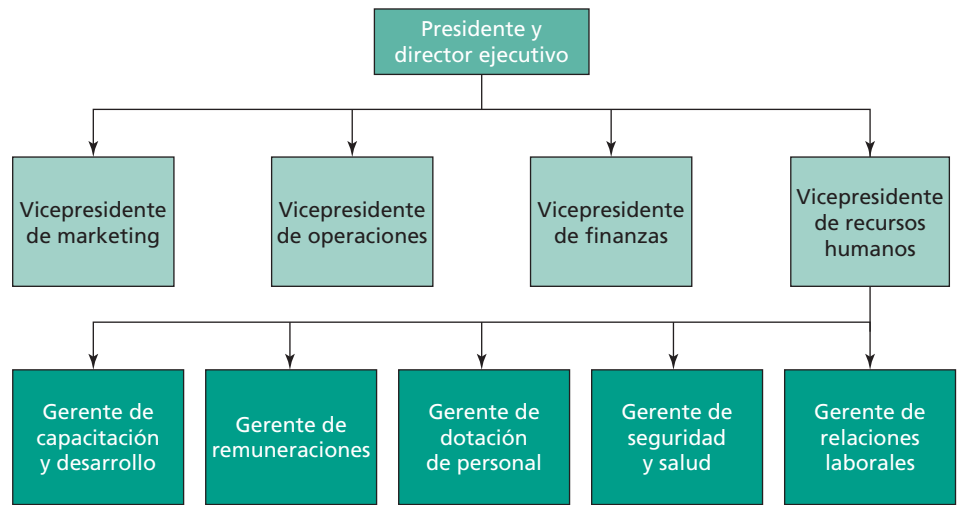 Presidente y
director ejecutivo
Vicepresidente
de marketing
Vicepresidente
de operaciones
Vicepresidente
de finanzas
Vicepresidente
de recursos
humanos
Gerente de
capacitación
y desarrollo
Gerente de
remuneraciones
Gerente de
dotación
de personal
Gerente de
seguridad
y salud
Gerente de
relaciones
laborales